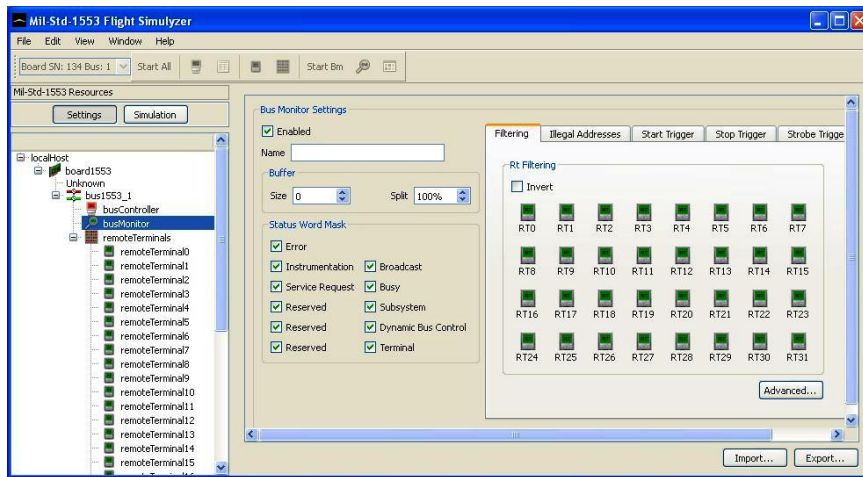 Mil-Std-1553 Flight Simulyzer
File Edit View Window Help
Board SN: 134 Bus: 1 Start All Start Bm
Mil-Std-1553 Resources
Settings Simulation
localHost
board1553
Unknown
bus1553_1
busController
busMonitor
remoteTerminals
remoteTerminal0
remoteTerminal1
remoteTerminal2
remoteTerminal3
remoteTerminal4
remoteTerminal5
remoteTerminal6
remoteTerminal7
remoteTerminal8
remoteTerminal9
remoteTerminal10
remoteTerminal11
remoteTerminal12
remoteTerminal13
remoteTerminal14
remoteTerminal15
Bus Monitor Settings
Enabled
Name
Buffer
Size 0 Split 100%
Status Word Mask
Error
Instrumentation Broadcast
Service Request Busy
Reserved Subsystem
Reserved Dynamic Bus Control
Reserved Terminal
Filtering Illegal Addresses Start Trigger Stop Trigger Strobe Trigge
Rt Filtering
Invert
RT0 RT1 RT2 RT3 RT4 RT5 RT6 RT7
RT8 RT9 RT10 RT11 RT12 RT13 RT14 RT15
RT16 RT17 RT18 RT19 RT20 RT21 RT22 RT23
RT24 RT25 RT26 RT27 RT28 RT29 RT30 RT31
Advanced...
Import... Export...